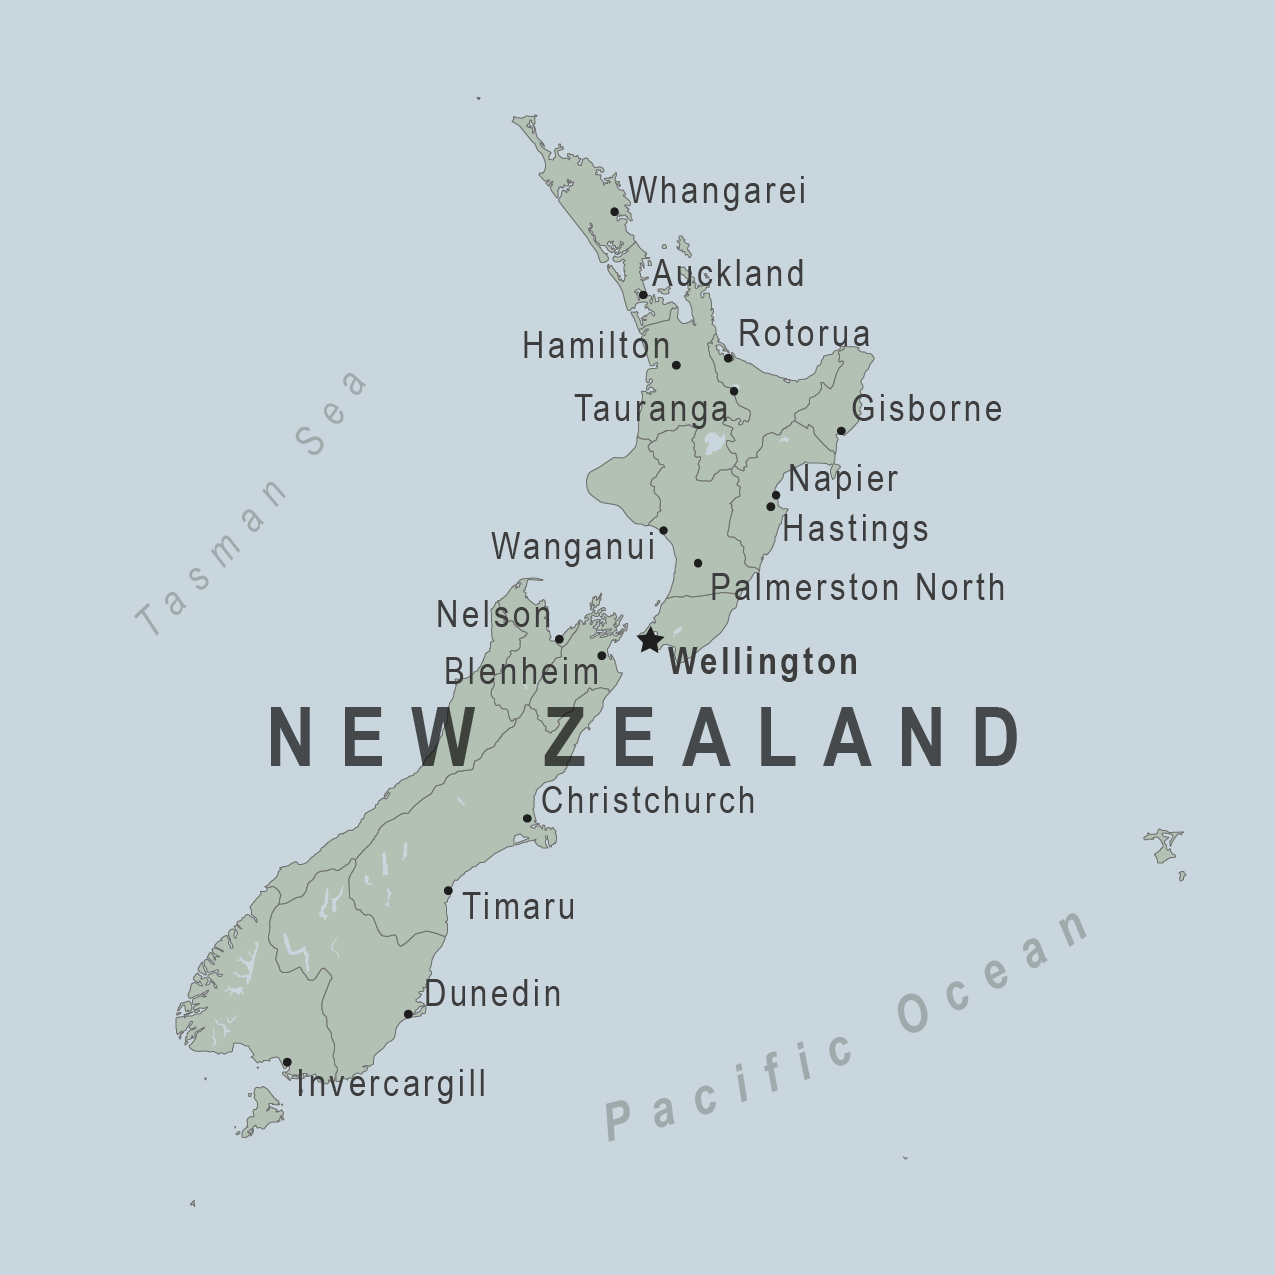 Whangarei
Auckland
Rotorua
Hamilton
Tauranga
Gisborne
Tasman Sea
Napier
Hastings
Wanganui
Palmerston North
Nelson
Wellington
Blenheim
NEW ZEALAND
Christchurch
Timaru
Dunedin
Pacific Ocean
Invercargill